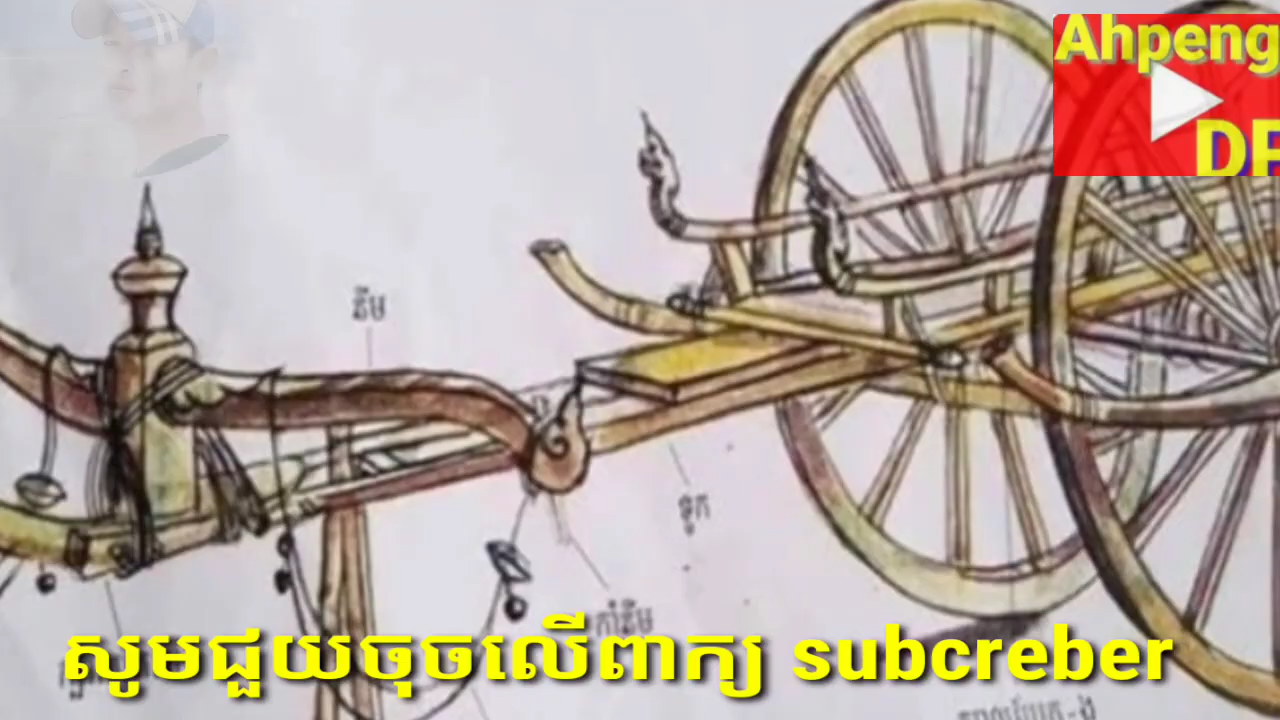 Ahpeng
DP
នឹម
ទូក
កាំនឹម
សូមជួយចុចលើពាក្យ subcreber